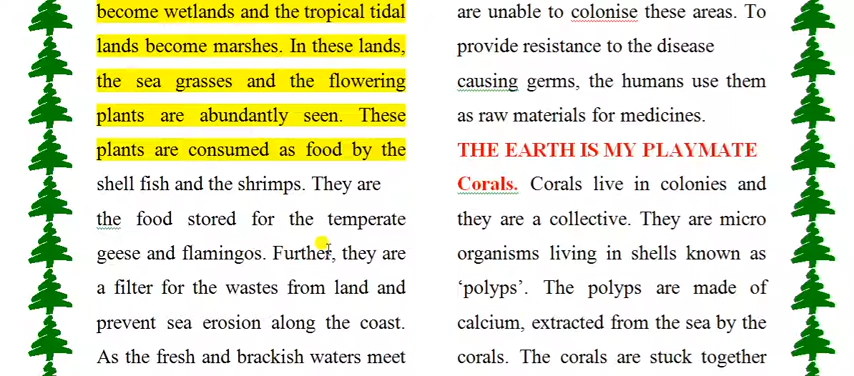 become wetlands and the tropical tidal
lands become marshes. In these lands,
the sea grasses and the flowering
plants are abundantly seen. These
plants are consumed as food by the
shell fish and the shrimps. They are
the food stored for the temperate
geese and flamingos. Further, they are
a filter for the wastes from land and
prevent sea erosion along the coast.
As the fresh and brackish waters meet
are unable to colonise these areas. To
provide resistance to the disease
causing germs, the humans use them
as raw materials for medicines.
THE EARTH IS MY PLAYMATE
Corals. Corals live in colonies and
they are a collective. They are micro
organisms living in shells known as
‘polyps’. The polyps are made of
calcium, extracted from the sea by the
corals. The corals are stuck together